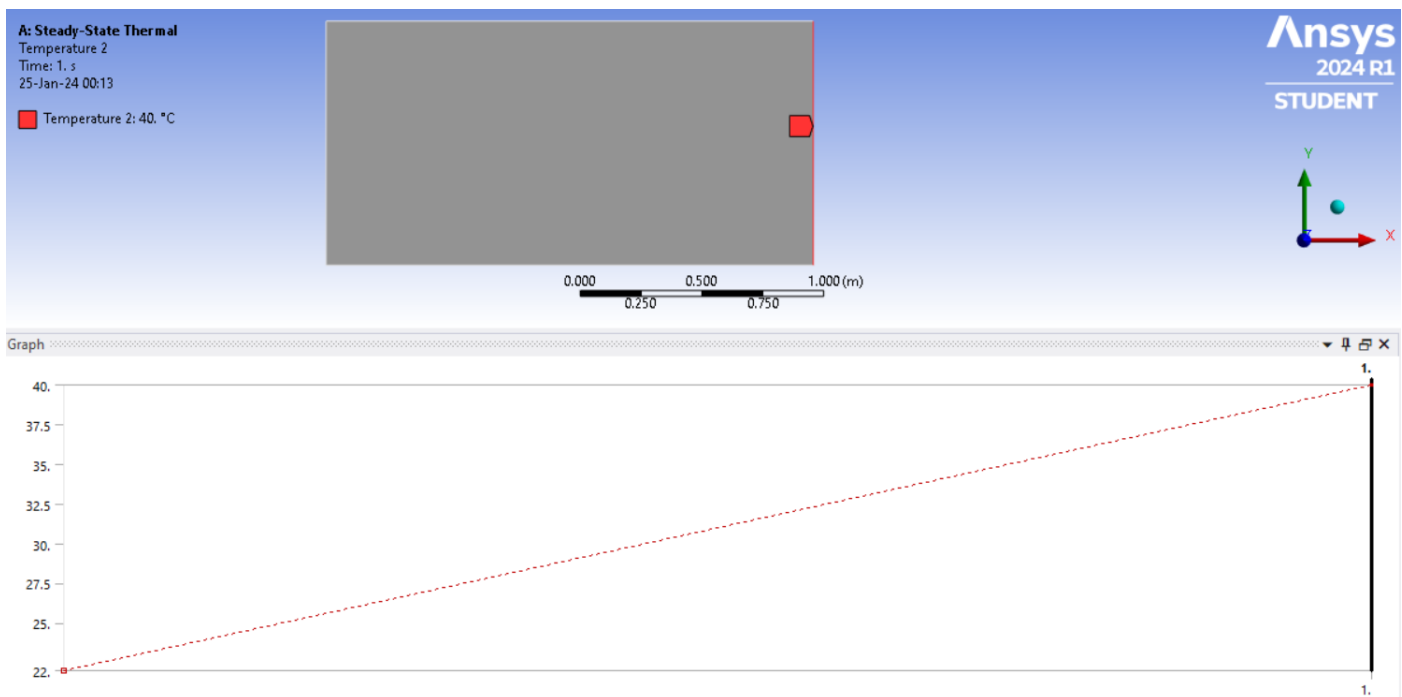 A: Steady-State Thermal
Temperature 2
Time: 1. s
25-Jan-24 00:13
Temperature 2: 40. °C
Ansys
2024 R1
STUDENT
Y
Z
X
0.000 0.500 1.000 (m)
0.250 0.750
Graph
1.
40.
37.5
35.
32.5
30.
27.5
25.
22.
1.